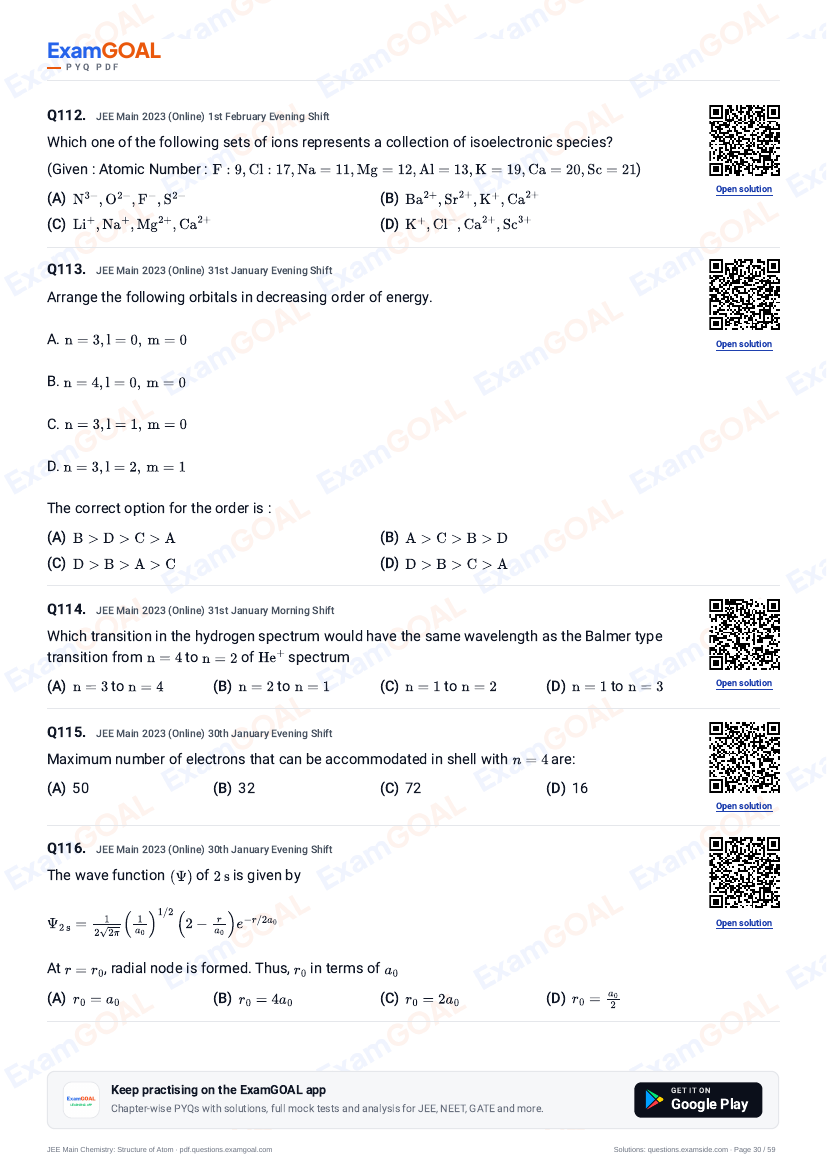 ExamGOAL
PYQ PDF
Q112. JEE Main 2023 (Online) 1st February Evening Shift
Which one of the following sets of ions represents a collection of isoelectronic species?
(Given : Atomic Number : F : 9, Cl : 17, Na = 11, Mg = 12, Al = 13, K = 19, Ca = 20, Sc = 21)
(A) N³⁻, O²⁻, F⁻, S²⁻ (B) Ba²⁺, Sr²⁺, K⁺, Ca²⁺
(C) Li⁺, Na⁺, Mg²⁺, Ca²⁺ (D) K⁺, Cl⁻, Ca²⁺, Sc³⁺
Open solution
Q113. JEE Main 2023 (Online) 31st January Evening Shift
Arrange the following orbitals in decreasing order of energy.
A. n = 3, l = 0, m = 0
B. n = 4, l = 0, m = 0
C. n = 3, l = 1, m = 0
D. n = 3, l = 2, m = 1
The correct option for the order is :
(A) B > D > C > A (B) A > C > B > D
(C) D > B > A > C (D) D > B > C > A
Open solution
Q114. JEE Main 2023 (Online) 31st January Morning Shift
Which transition in the hydrogen spectrum would have the same wavelength as the Balmer type
transition from n = 4 to n = 2 of He⁺ spectrum
(A) n = 3 to n = 4 (B) n = 2 to n = 1 (C) n = 1 to n = 2 (D) n = 1 to n = 3
Open solution
Q115. JEE Main 2023 (Online) 30th January Evening Shift
Maximum number of electrons that can be accommodated in shell with n = 4 are:
(A) 50 (B) 32 (C) 72 (D) 16
Open solution
Q116. JEE Main 2023 (Online) 30th January Evening Shift
The wave function (Ψ) of 2 s is given by
Ψ₂ₛ = 1/(2√2π) (1/a₀)^{1/2} (2 − r/a₀) e^{−r/2a₀}
At r = r₀, radial node is formed. Thus, r₀ in terms of a₀
(A) r₀ = a₀ (B) r₀ = 4a₀ (C) r₀ = 2a₀ (D) r₀ = a₀/2
Open solution
Keep practising on the ExamGOAL app
Chapter-wise PYQs with solutions, full mock tests and analysis for JEE, NEET, GATE and more.
GET IT ON
Google Play
JEE Main Chemistry: Structure of Atom · pdf.questions.examgoal.com
Solutions: questions.examside.com · Page 30 / 59